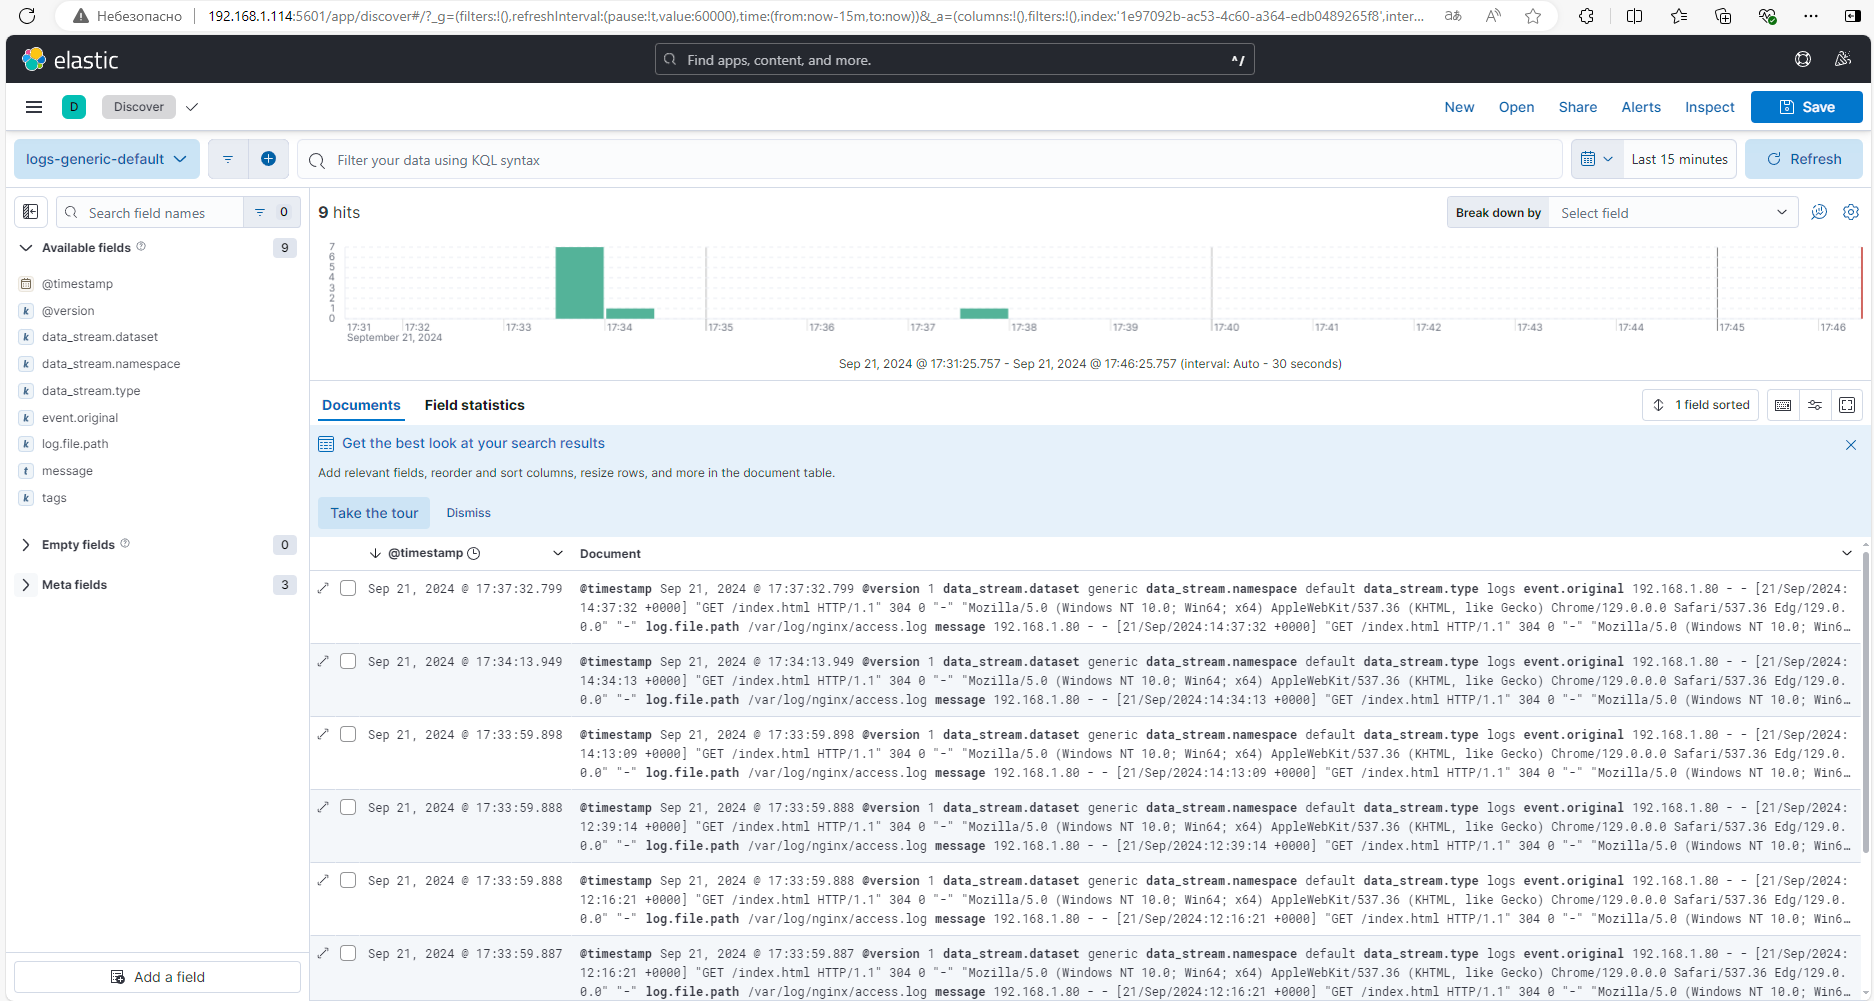 Небезопасно
192.168.1.114:5601/app/discover#/?_g=(filters:!(),refreshInterval:(pause:!t,value:60000),time:(from:now-15m,to:now))&_a=(columns:!(),filters:!(),index:'1e97092b-ac53-4c60-a364-edb0489265f8',inter...
elastic
Find apps, content, and more.
^/
D
Discover
New
Open
Share
Alerts
Inspect
Save
logs-generic-default
Filter your data using KQL syntax
Last 15 minutes
Refresh
Search field names
0
9 hits
Break down by
Select field
Available fields
9
@timestamp
k @version
k data_stream.dataset
k data_stream.namespace
k data_stream.type
k event.original
k log.file.path
t message
k tags
Empty fields
0
Meta fields
3
Add a field
7
6
5
4
3
2
1
0
17:31 17:32 17:33 17:34 17:35 17:36 17:37 17:38 17:39 17:40 17:41 17:42 17:43 17:44 17:45 17:46
September 21, 2024
Sep 21, 2024 @ 17:31:25.757 - Sep 21, 2024 @ 17:46:25.757 (interval: Auto - 30 seconds)
Documents
Field statistics
1 field sorted
Get the best look at your search results
Add relevant fields, reorder and sort columns, resize rows, and more in the document table.
Take the tour
Dismiss
@timestamp
Document
Sep 21, 2024 @ 17:37:32.799
@timestamp Sep 21, 2024 @ 17:37:32.799 @version 1 data_stream.dataset generic data_stream.namespace default data_stream.type logs event.original 192.168.1.80 - - [21/Sep/2024:
14:37:32 +0000] "GET /index.html HTTP/1.1" 304 0 "-" "Mozilla/5.0 (Windows NT 10.0; Win64; x64) AppleWebKit/537.36 (KHTML, like Gecko) Chrome/129.0.0.0 Safari/537.36 Edg/129.0.
0.0" "-" log.file.path /var/log/nginx/access.log message 192.168.1.80 - - [21/Sep/2024:14:37:32 +0000] "GET /index.html HTTP/1.1" 304 0 "-" "Mozilla/5.0 (Windows NT 10.0; Win6...
Sep 21, 2024 @ 17:34:13.949
@timestamp Sep 21, 2024 @ 17:34:13.949 @version 1 data_stream.dataset generic data_stream.namespace default data_stream.type logs event.original 192.168.1.80 - - [21/Sep/2024:
14:34:13 +0000] "GET /index.html HTTP/1.1" 304 0 "-" "Mozilla/5.0 (Windows NT 10.0; Win64; x64) AppleWebKit/537.36 (KHTML, like Gecko) Chrome/129.0.0.0 Safari/537.36 Edg/129.0.
0.0" "-" log.file.path /var/log/nginx/access.log message 192.168.1.80 - - [21/Sep/2024:14:34:13 +0000] "GET /index.html HTTP/1.1" 304 0 "-" "Mozilla/5.0 (Windows NT 10.0; Win6...
Sep 21, 2024 @ 17:33:59.898
@timestamp Sep 21, 2024 @ 17:33:59.898 @version 1 data_stream.dataset generic data_stream.namespace default data_stream.type logs event.original 192.168.1.80 - - [21/Sep/2024:
14:13:09 +0000] "GET /index.html HTTP/1.1" 304 0 "-" "Mozilla/5.0 (Windows NT 10.0; Win64; x64) AppleWebKit/537.36 (KHTML, like Gecko) Chrome/129.0.0.0 Safari/537.36 Edg/129.0.
0.0" "-" log.file.path /var/log/nginx/access.log message 192.168.1.80 - - [21/Sep/2024:14:13:09 +0000] "GET /index.html HTTP/1.1" 304 0 "-" "Mozilla/5.0 (Windows NT 10.0; Win6...
Sep 21, 2024 @ 17:33:59.888
@timestamp Sep 21, 2024 @ 17:33:59.888 @version 1 data_stream.dataset generic data_stream.namespace default data_stream.type logs event.original 192.168.1.80 - - [21/Sep/2024:
12:39:14 +0000] "GET /index.html HTTP/1.1" 304 0 "-" "Mozilla/5.0 (Windows NT 10.0; Win64; x64) AppleWebKit/537.36 (KHTML, like Gecko) Chrome/129.0.0.0 Safari/537.36 Edg/129.0.
0.0" "-" log.file.path /var/log/nginx/access.log message 192.168.1.80 - - [21/Sep/2024:12:39:14 +0000] "GET /index.html HTTP/1.1" 304 0 "-" "Mozilla/5.0 (Windows NT 10.0; Win6...
Sep 21, 2024 @ 17:33:59.888
@timestamp Sep 21, 2024 @ 17:33:59.888 @version 1 data_stream.dataset generic data_stream.namespace default data_stream.type logs event.original 192.168.1.80 - - [21/Sep/2024:
12:16:21 +0000] "GET /index.html HTTP/1.1" 304 0 "-" "Mozilla/5.0 (Windows NT 10.0; Win64; x64) AppleWebKit/537.36 (KHTML, like Gecko) Chrome/129.0.0.0 Safari/537.36 Edg/129.0.
0.0" "-" log.file.path /var/log/nginx/access.log message 192.168.1.80 - - [21/Sep/2024:12:16:21 +0000] "GET /index.html HTTP/1.1" 304 0 "-" "Mozilla/5.0 (Windows NT 10.0; Win6...
Sep 21, 2024 @ 17:33:59.887
@timestamp Sep 21, 2024 @ 17:33:59.887 @version 1 data_stream.dataset generic data_stream.namespace default data_stream.type logs event.original 192.168.1.80 - - [21/Sep/2024:
12:16:21 +0000] "GET /index.html HTTP/1.1" 304 0 "-" "Mozilla/5.0 (Windows NT 10.0; Win64; x64) AppleWebKit/537.36 (KHTML, like Gecko) Chrome/129.0.0.0 Safari/537.36 Edg/129.0.
0.0" "-" log.file.path /var/log/nginx/access.log message 192.168.1.80 - - [21/Sep/2024:12:16:21 +0000] "GET /index.html HTTP/1.1" 304 0 "-" "Mozilla/5.0 (Windows NT 10.0; Win6...